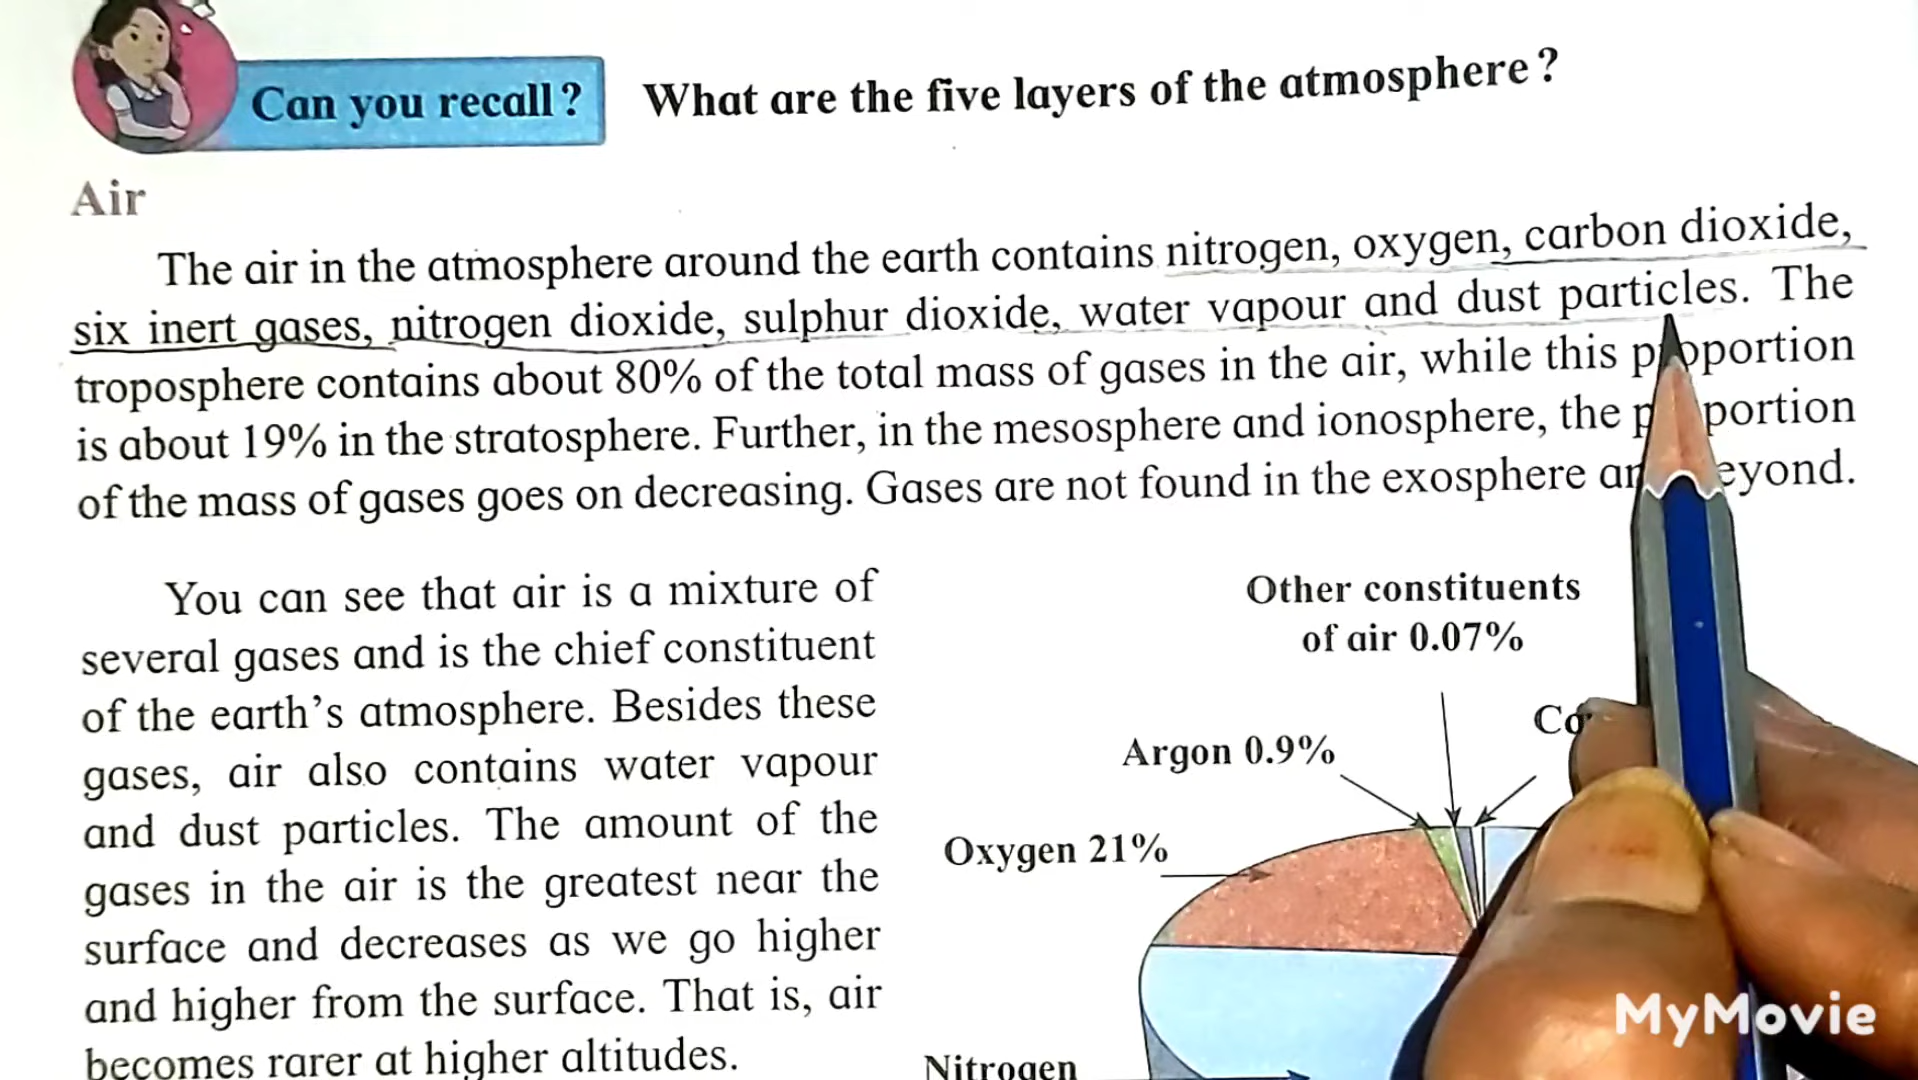 Can you recall?
What are the five layers of the atmosphere?
Air
The air in the atmosphere around the earth contains nitrogen, oxygen, carbon dioxide,
six inert gases, nitrogen dioxide, sulphur dioxide, water vapour and dust particles. The
troposphere contains about 80% of the total mass of gases in the air, while this proportion
is about 19% in the stratosphere. Further, in the mesosphere and ionosphere, the proportion
of the mass of gases goes on decreasing. Gases are not found in the exosphere and beyond.
You can see that air is a mixture of
several gases and is the chief constituent
of the earth's atmosphere. Besides these
gases, air also contains water vapour
and dust particles. The amount of the
gases in the air is the greatest near the
surface and decreases as we go higher
and higher from the surface. That is, air
becomes rarer at higher altitudes.
Other constituents
of air 0.07%
Argon 0.9%
Oxygen 21%
Nitrogen
MyMovie